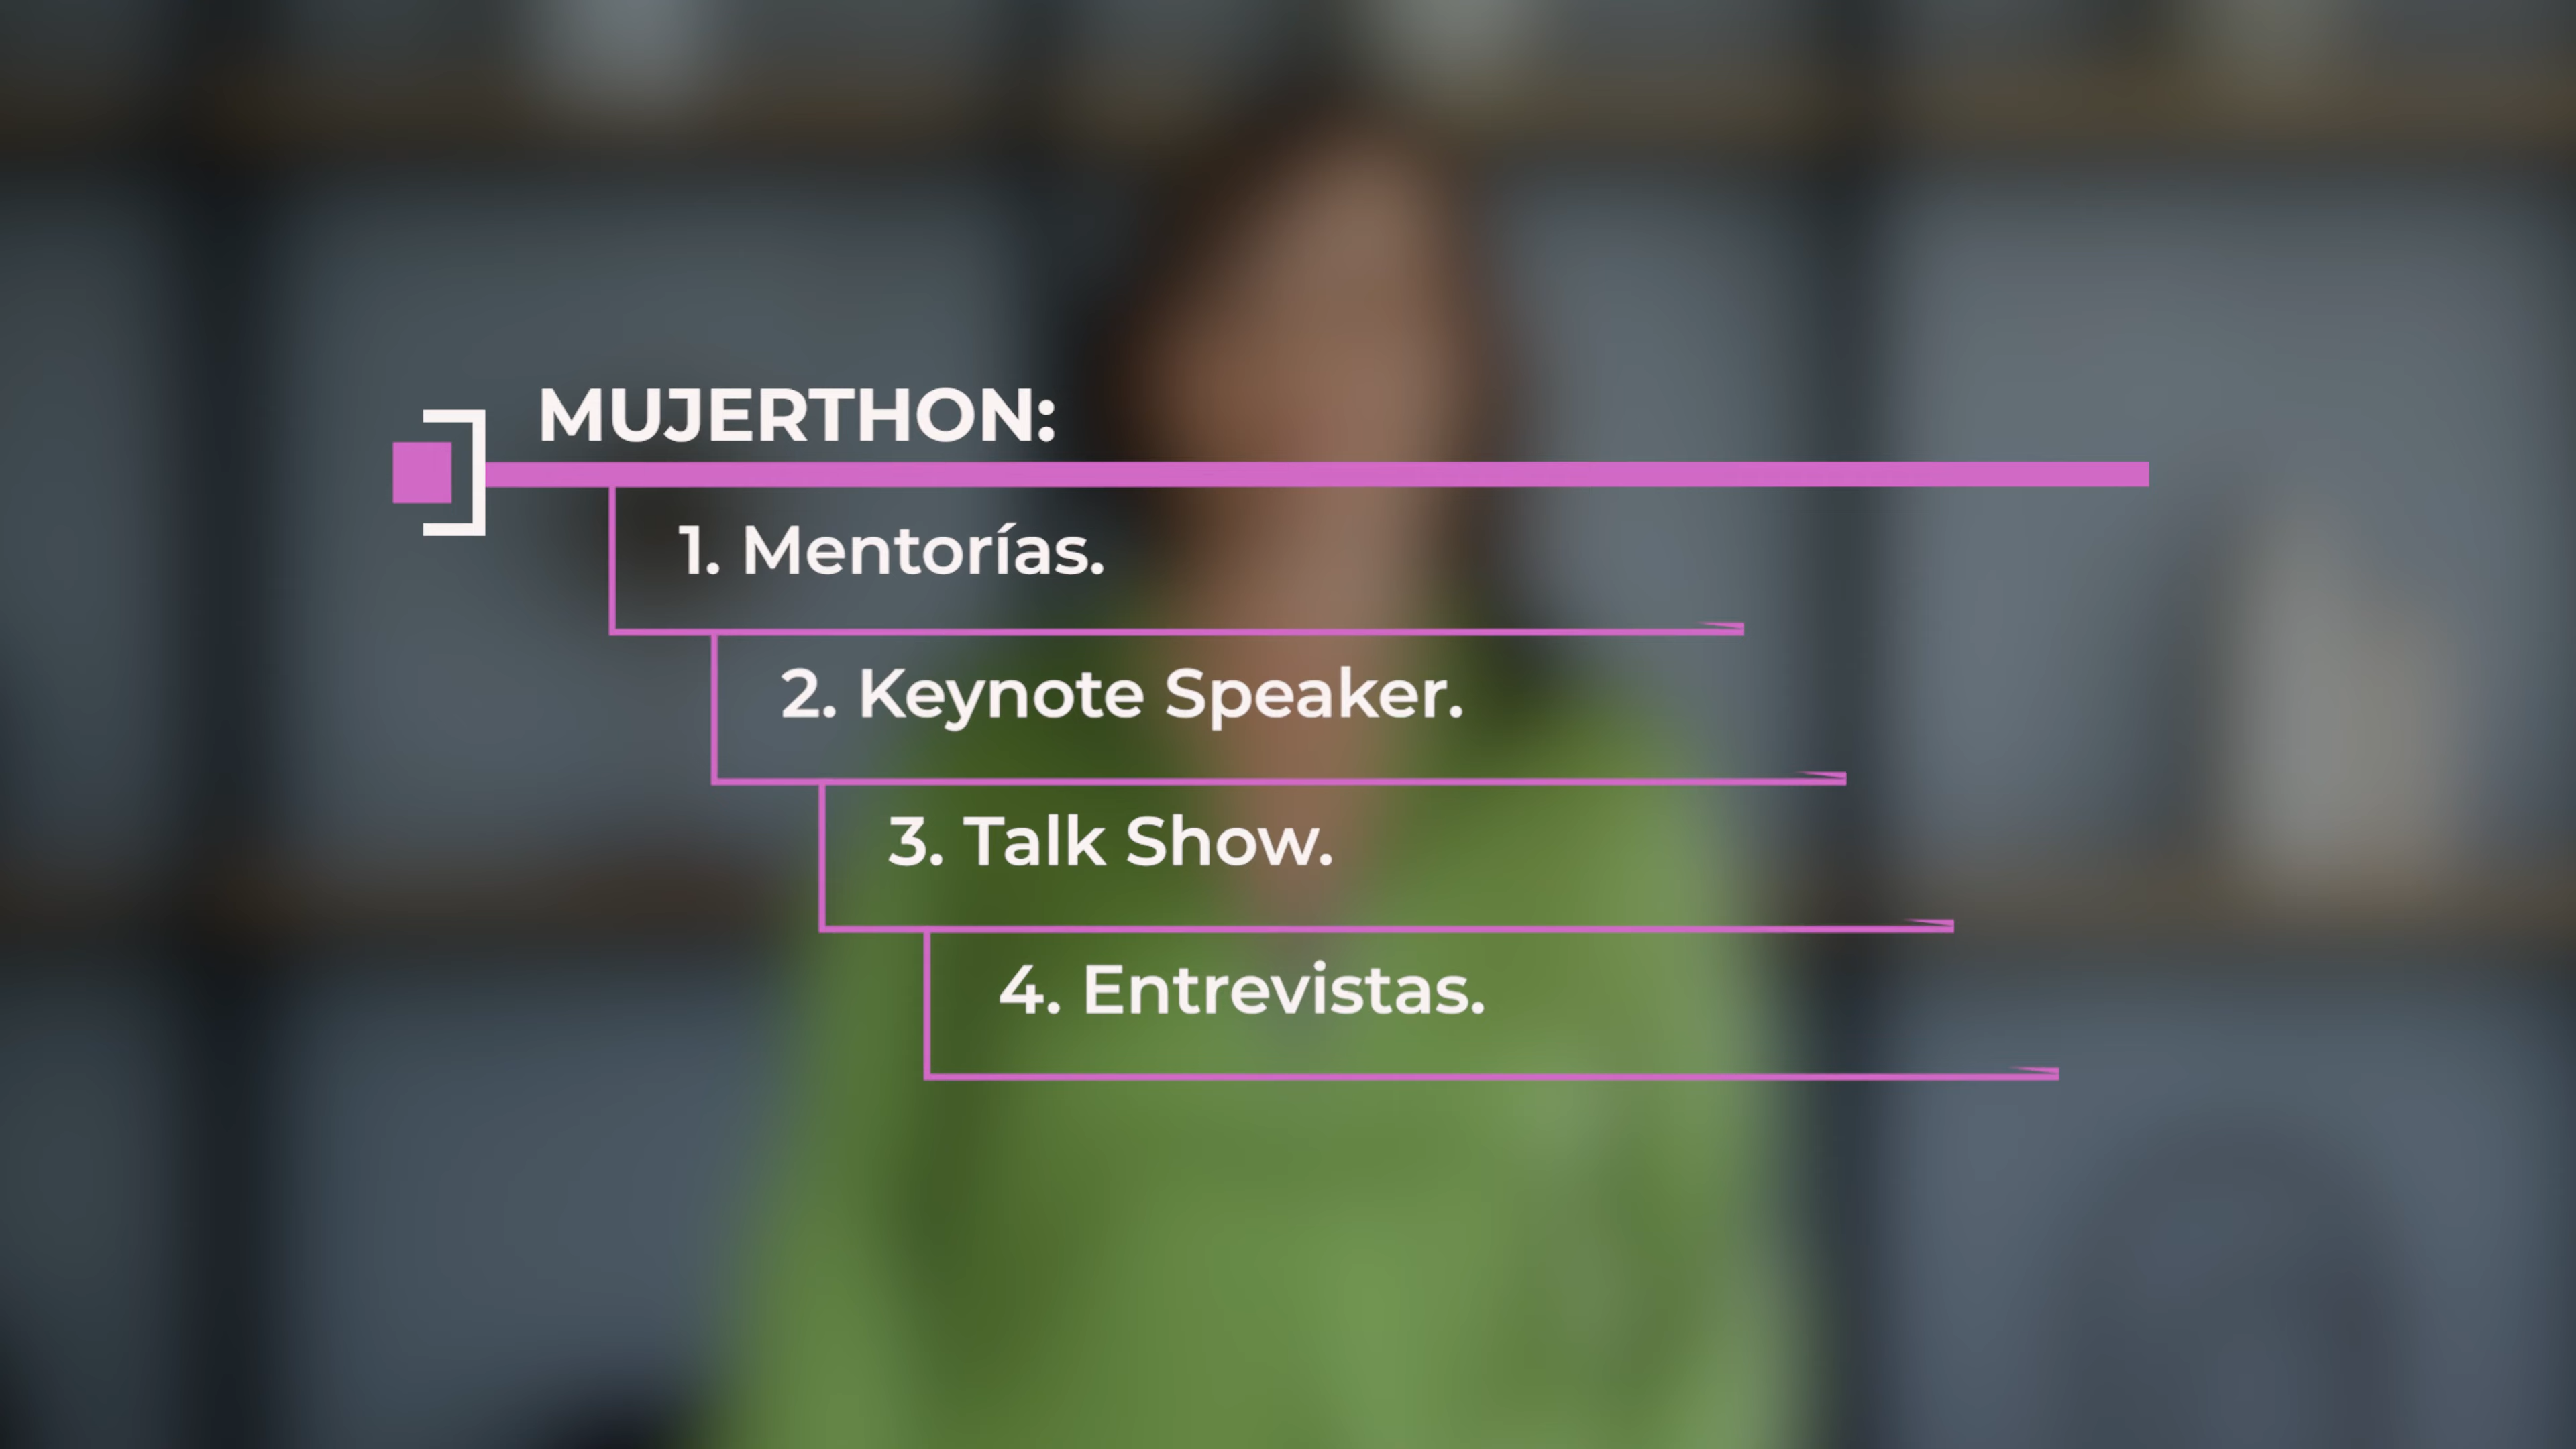 MUJERTHON:
1. Mentorías.
2. Keynote Speaker.
3. Talk Show.
4. Entrevistas.